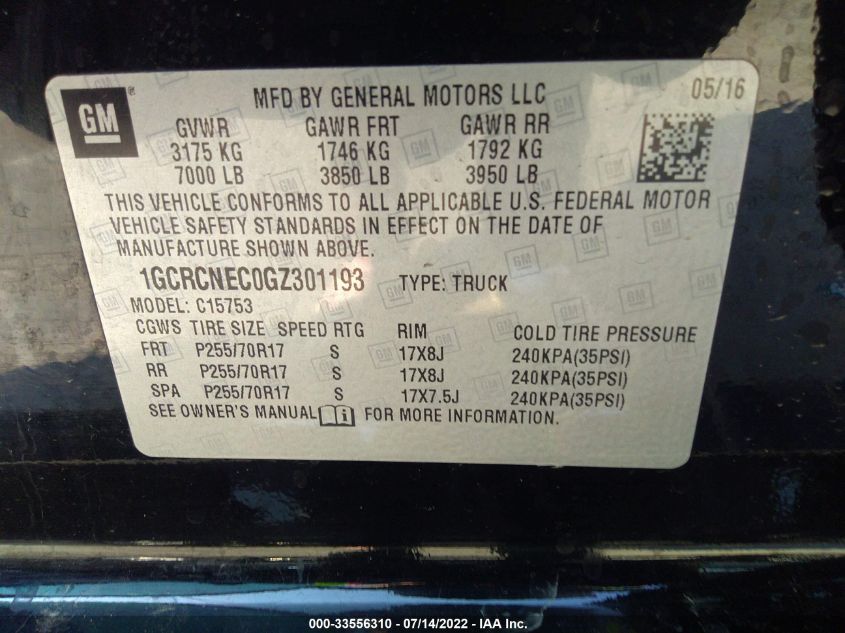 GM ® MFD BY GENERAL MOTORS LLC 05/16
GVWR GAWR FRT GAWR RR
3175 KG 1746 KG 1792 KG
7000 LB 3850 LB 3950 LB
THIS VEHICLE CONFORMS TO ALL APPLICABLE U.S. FEDERAL MOTOR
VEHICLE SAFETY STANDARDS IN EFFECT ON THE DATE OF
MANUFACTURE SHOWN ABOVE.
1GCRCNEC0GZ301193 TYPE: TRUCK
MODEL: C15753
CGWS TIRE SIZE SPEED RTG RIM COLD TIRE PRESSURE
FRT P255/70R17 S 17X8J 240KPA(35PSI)
RR P255/70R17 S 17X8J 240KPA(35PSI)
SPA P255/70R17 S 17X7.5J 240KPA(35PSI)
SEE OWNER'S MANUAL FOR MORE INFORMATION.
000-33556310 - 07/14/2022 - IAA Inc.